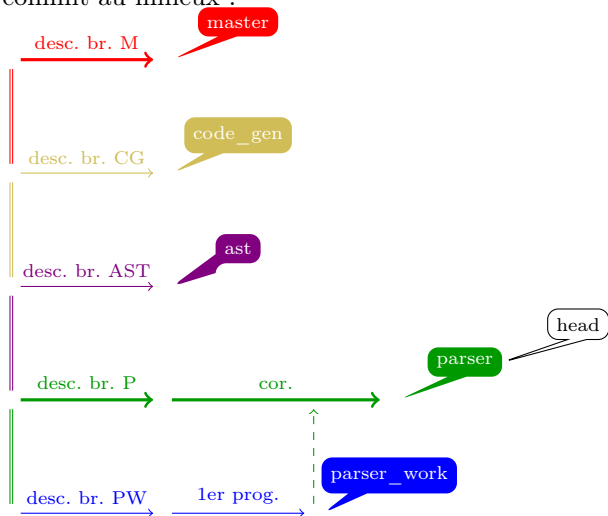 commit au milieu :
master
desc. br. M
code_gen
desc. br. CG
ast
desc. br. AST
head
parser
desc. br. P
cor.
parser_work
desc. br. PW
1er prog.